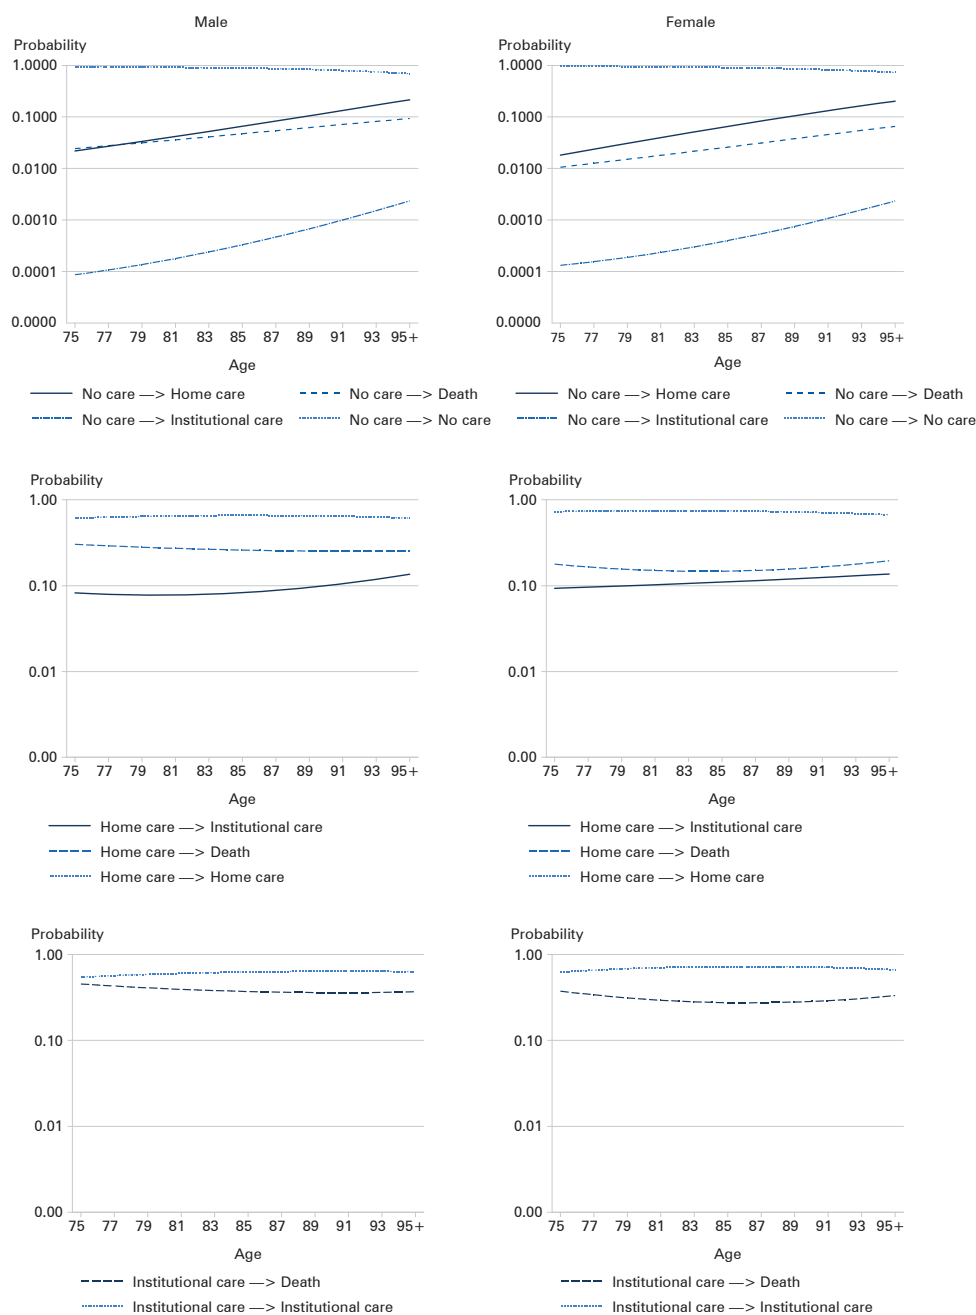 Male
Probability
1.0000
0.1000
0.0100
0.0010
0.0001
0.0000
75 77 79 81 83 85 87 89 91 93 95+
Age
No care —> Home care
No care —> Death
No care —> Institutional care
No care —> No care
Female
Probability
1.0000
0.1000
0.0100
0.0010
0.0001
0.0000
75 77 79 81 83 85 87 89 91 93 95+
Age
No care —> Home care
No care —> Death
No care —> Institutional care
No care —> No care
Probability
1.00
0.10
0.01
0.00
75 77 79 81 83 85 87 89 91 93 95+
Age
Home care —> Institutional care
Home care —> Death
Home care —> Home care
Probability
1.00
0.10
0.01
0.00
75 77 79 81 83 85 87 89 91 93 95+
Age
Home care —> Institutional care
Home care —> Death
Home care —> Home care
Probability
1.00
0.10
0.01
0.00
75 77 79 81 83 85 87 89 91 93 95+
Age
Institutional care —> Death
Institutional care —> Institutional care
Probability
1.00
0.10
0.01
0.00
75 77 79 81 83 85 87 89 91 93 95+
Age
Institutional care —> Death
Institutional care —> Institutional care